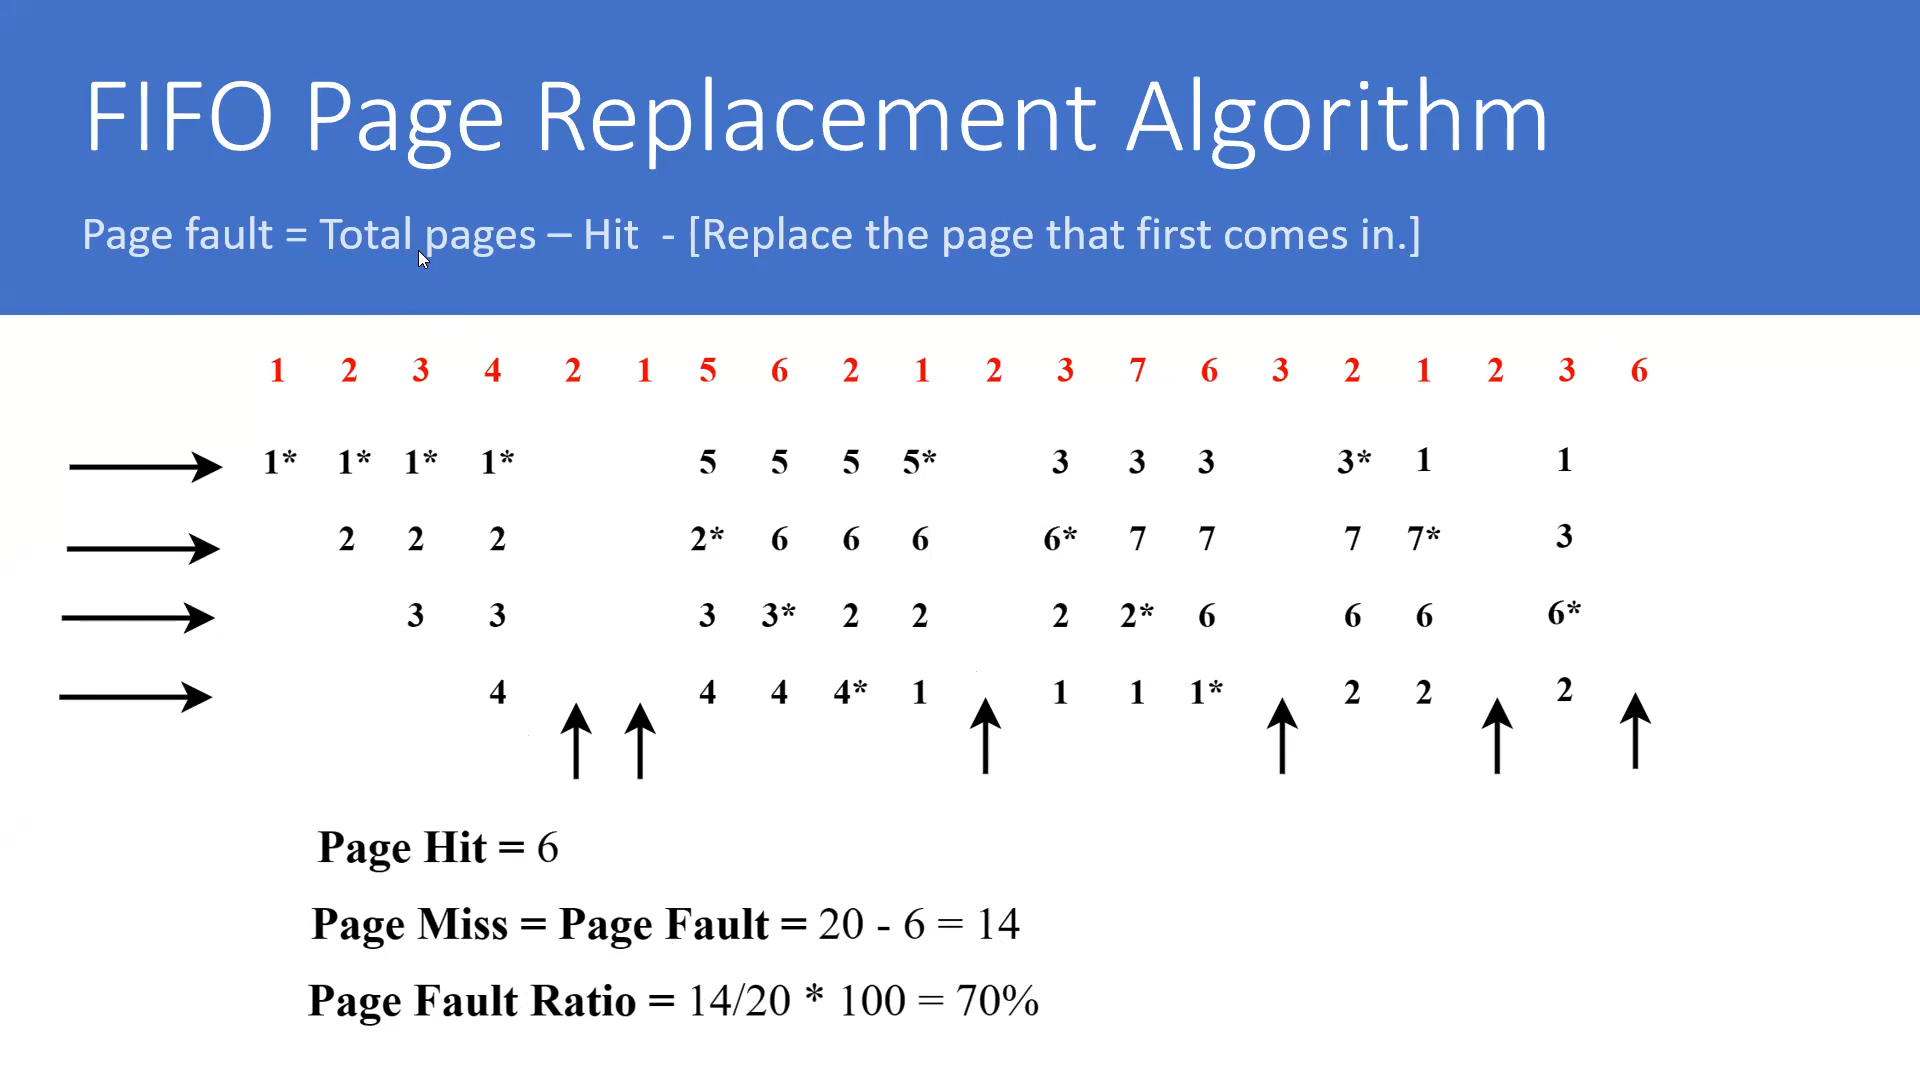 FIFO Page Replacement Algorithm
Page fault = Total pages – Hit - [Replace the page that first comes in.]
1 2 3 4 2 1 5 6 2 1 2 3 7 6 3 2 1 2 3 6
1* 1* 1* 1* 5 5 5 5* 3 3 3 3* 1 1
2 2 2 2* 6 6 6 6* 7 7 7 7* 3
3 3 3 3* 2 2 2 2* 6 6 6 6*
4 4 4 4* 1 1 1 1* 2 2 2
Page Hit = 6
Page Miss = Page Fault = 20 - 6 = 14
Page Fault Ratio = 14/20 * 100 = 70%